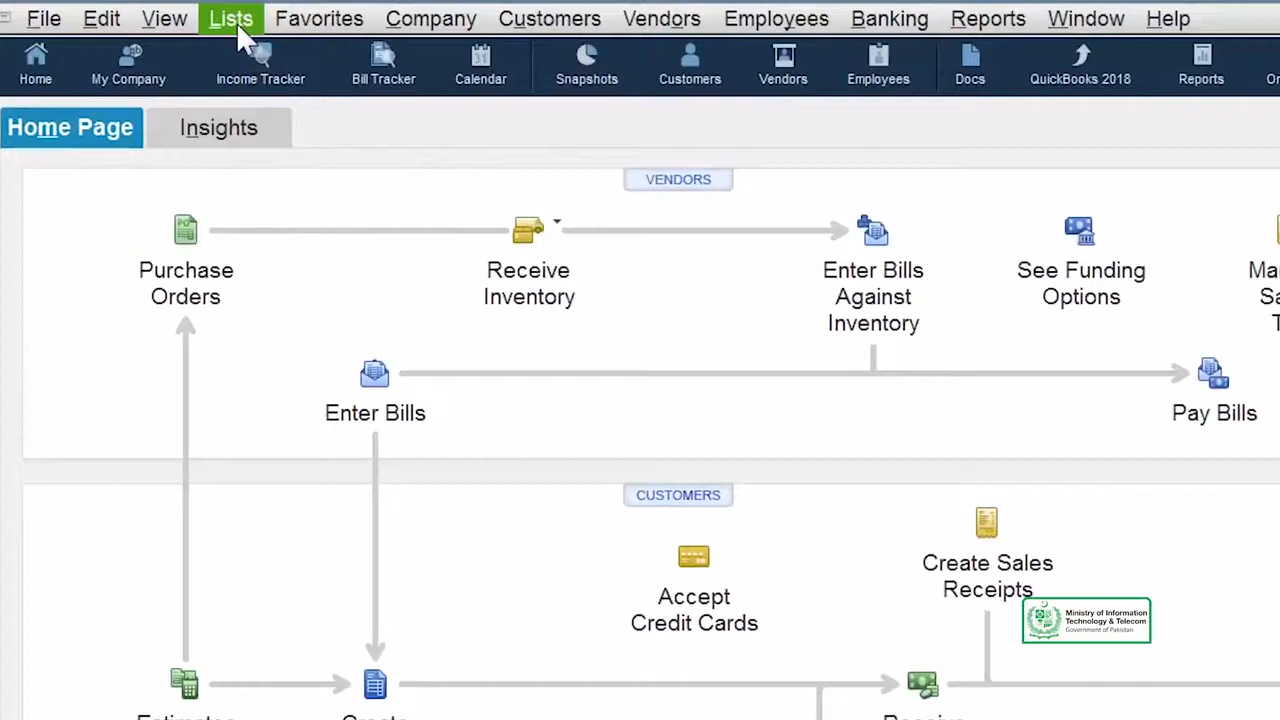 File Edit View Lists Favorites Company Customers Vendors Employees Banking Reports Window Help
Home My Company Income Tracker Bill Tracker Calendar Snapshots Customers Vendors Employees Docs QuickBooks 2018 Reports
Home Page Insights
VENDORS
Purchase
Orders
Receive
Inventory
Enter Bills
Against
Inventory
See Funding
Options
Enter Bills
Pay Bills
CUSTOMERS
Create Sales
Receipts
Accept
Credit Cards
Ministry of Information
Technology & Telecom
Government of Pakistan
Estimates
Create
Receive